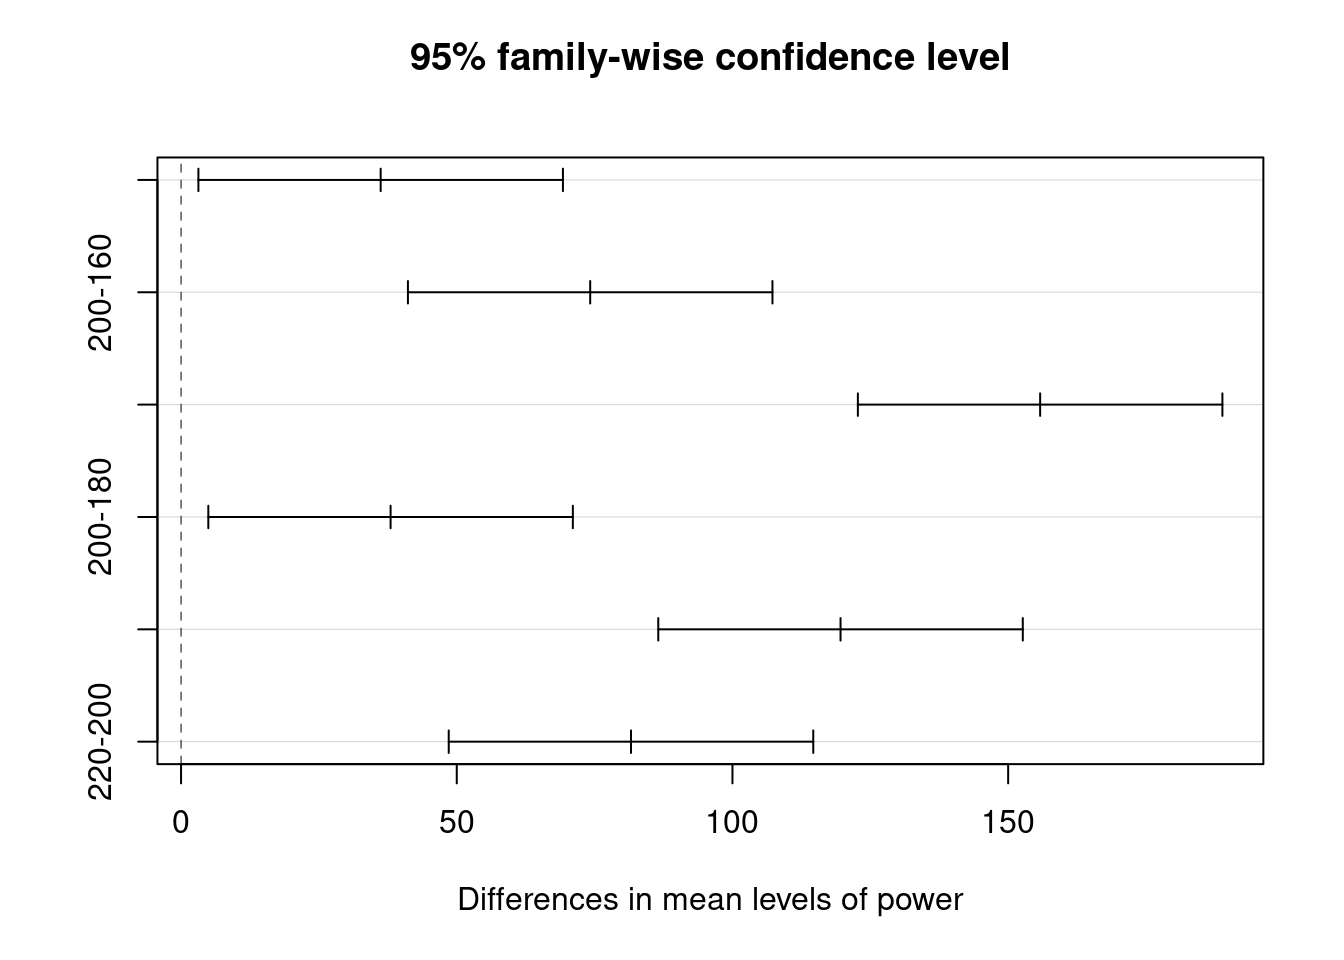 95% family-wise confidence level
200-160
200-180
220-200
0 50 100 150
Differences in mean levels of power